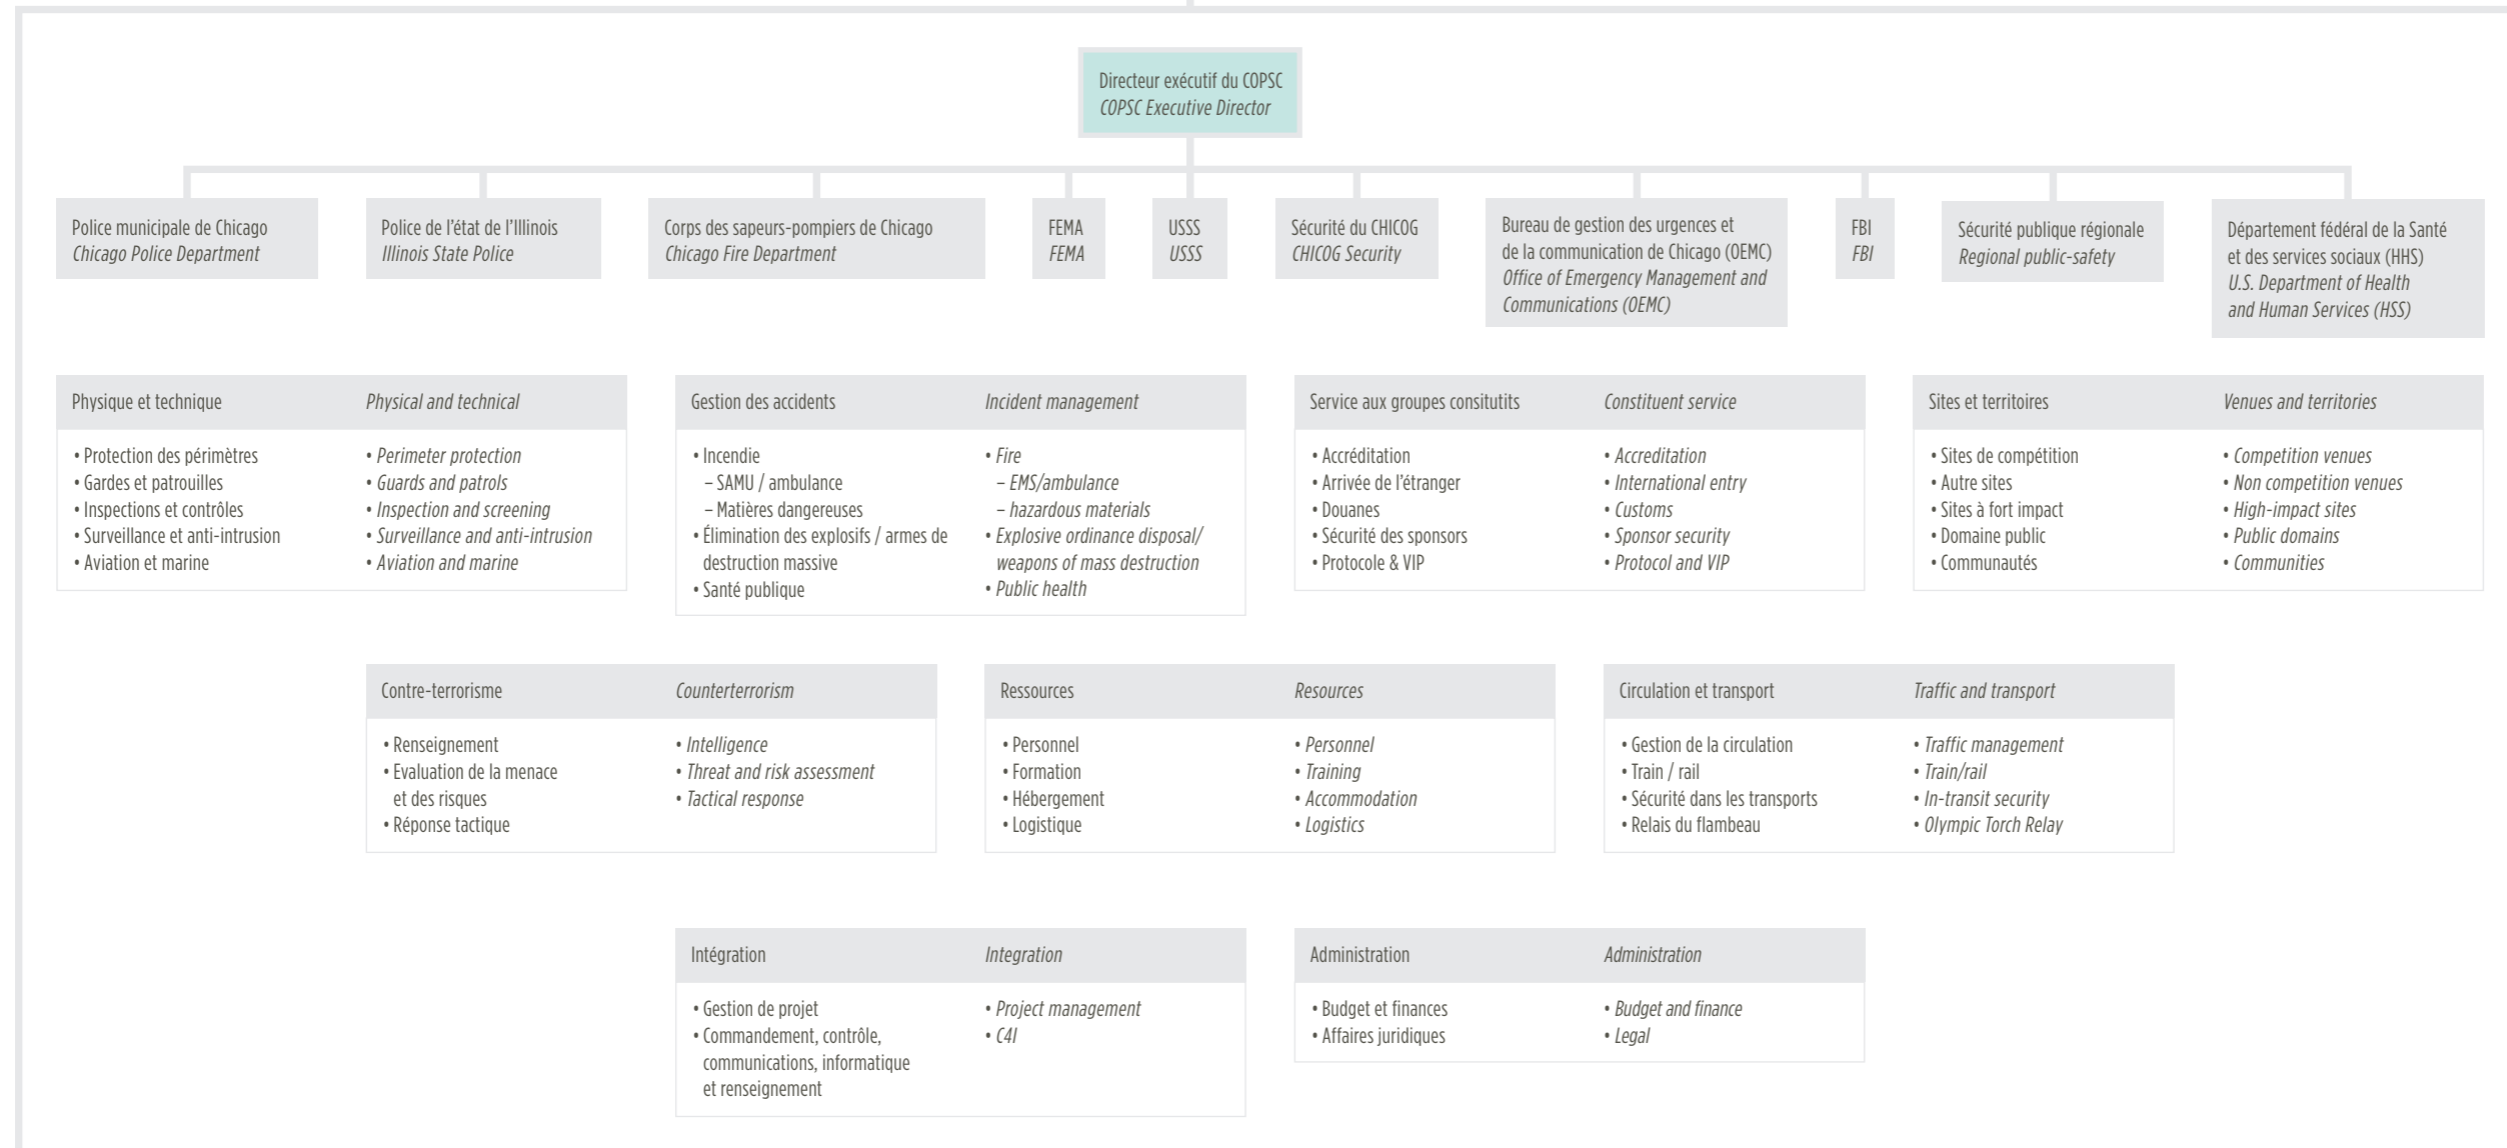 Directeur exécutif du COPSC
COPSC Executive Director
Police municipale de Chicago
Chicago Police Department
Police de l'état de l'Illinois
Illinois State Police
Corps des sapeurs-pompiers de Chicago
Chicago Fire Department
FEMA
FEMA
USSS
USSS
Sécurité du CHICOG
CHICOG Security
Bureau de gestion des urgences et
de la communication de Chicago (OEMC)
Office of Emergency Management and
Communications (OEMC)
FBI
FBI
Sécurité publique régionale
Regional public-safety
Département fédéral de la Santé
et des services sociaux (HHS)
U.S. Department of Health
and Human Services (HSS)
Physique et technique
• Protection des périmètres
• Gardes et patrouilles
• Inspections et contrôles
• Surveillance et anti-intrusion
• Aviation et marine
Physical and technical
• Perimeter protection
• Guards and patrols
• Inspection and screening
• Surveillance and anti-intrusion
• Aviation and marine
Gestion des accidents
• Incendie
– SAMU / ambulance
– Matières dangereuses
• Élimination des explosifs / armes de
destruction massive
• Santé publique
Incident management
• Fire
– EMS/ambulance
– hazardous materials
• Explosive ordinance disposal/
weapons of mass destruction
• Public health
Service aux groupes consitutits
• Accréditation
• Arrivée de l'étranger
• Douanes
• Sécurité des sponsors
• Protocole & VIP
Constituent service
• Accreditation
• International entry
• Customs
• Sponsor security
• Protocol and VIP
Sites et territoires
• Sites de compétition
• Autre sites
• Sites à fort impact
• Domaine public
• Communautés
Venues and territories
• Competition venues
• Non competition venues
• High-impact sites
• Public domains
• Communities
Contre-terrorisme
• Renseignement
• Evaluation de la menace
et des risques
• Réponse tactique
Counterterrorism
• Intelligence
• Threat and risk assessment
• Tactical response
Ressources
• Personnel
• Formation
• Hébergement
• Logistique
Resources
• Personnel
• Training
• Accommodation
• Logistics
Circulation et transport
• Gestion de la circulation
• Train / rail
• Sécurité dans les transports
• Relais du flambeau
Traffic and transport
• Traffic management
• Train/rail
• In-transit security
• Olympic Torch Relay
Intégration
• Gestion de projet
• Commandement, contrôle,
communications, informatique
et renseignement
Integration
• Project management
• C4I
Administration
• Budget et finances
• Affaires juridiques
Administration
• Budget and finance
• Legal